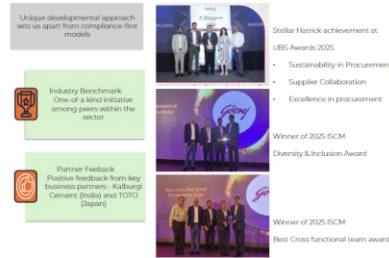 Unique developmental approach
sets us apart from compliance-first
models
Industry Benchmark
One-of-a kind initiative
among peers within the
sector
Partner Feeback
Positive feedback from key
business partners - Kalburgi
Cement (India) and TOTO
(Japan)
Stellar Hatrick achievement at
UBS Awards 2025
• Sustainability in Procuremen
• Supplier Collaboration
• Excellence in procurement
Godrej
Winner of 2025 ISCM
Diversity & Inclusion Award
Winner of 2025 ISCM
Best Cross functional team award